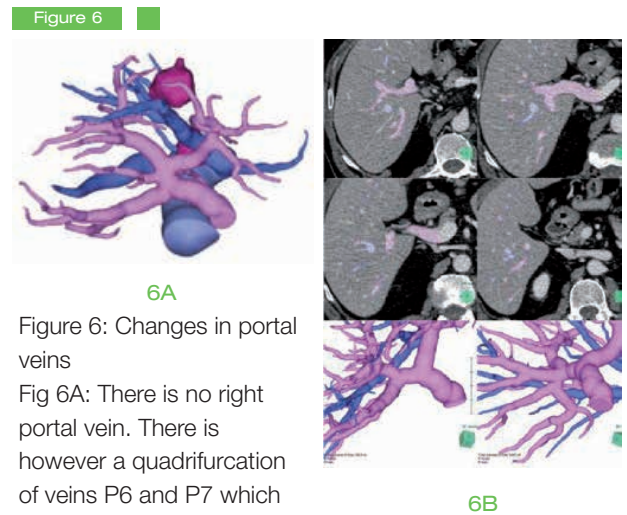 Figure 6
6A
Figure 6: Changes in portal
veins
Fig 6A: There is no right
portal vein. There is
however a quadrifurcation
of veins P6 and P7 which
6B